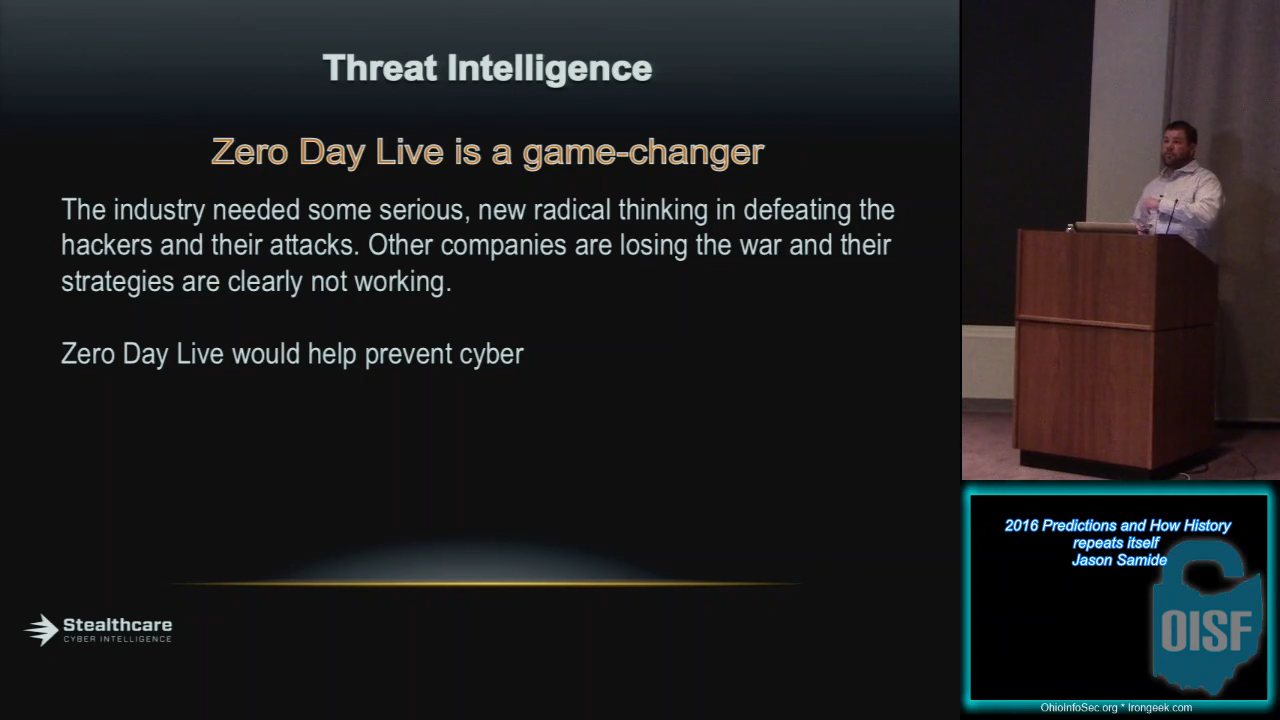 Threat Intelligence
Zero Day Live is a game-changer
The industry needed some serious, new radical thinking in defeating the
hackers and their attacks. Other companies are losing the war and their
strategies are clearly not working.
Zero Day Live would help prevent cyber
Stealthcare
CYBER INTELLIGENCE
2016 Predictions and How History
repeats itself
Jason Samide
OISF
OhioInfoSec.org * Irongeek.com